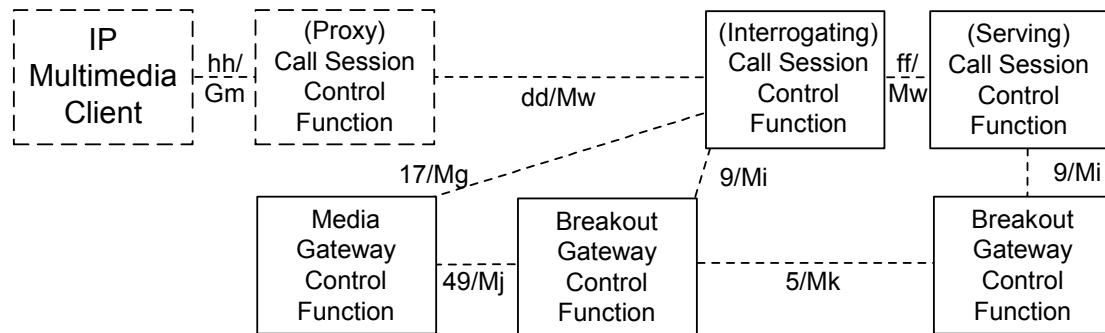 IP
Multimedia
Client
hh/
Gm
(Proxy)
Call Session
Control
Function
dd/Mw
(Interrogating)
Call Session
Control
Function
ff/
Mw
(Serving)
Call Session
Control
Function
17/Mg
9/Mi
9/Mi
Media
Gateway
Control
Function
49/Mj
Breakout
Gateway
Control
Function
5/Mk
Breakout
Gateway
Control
Function